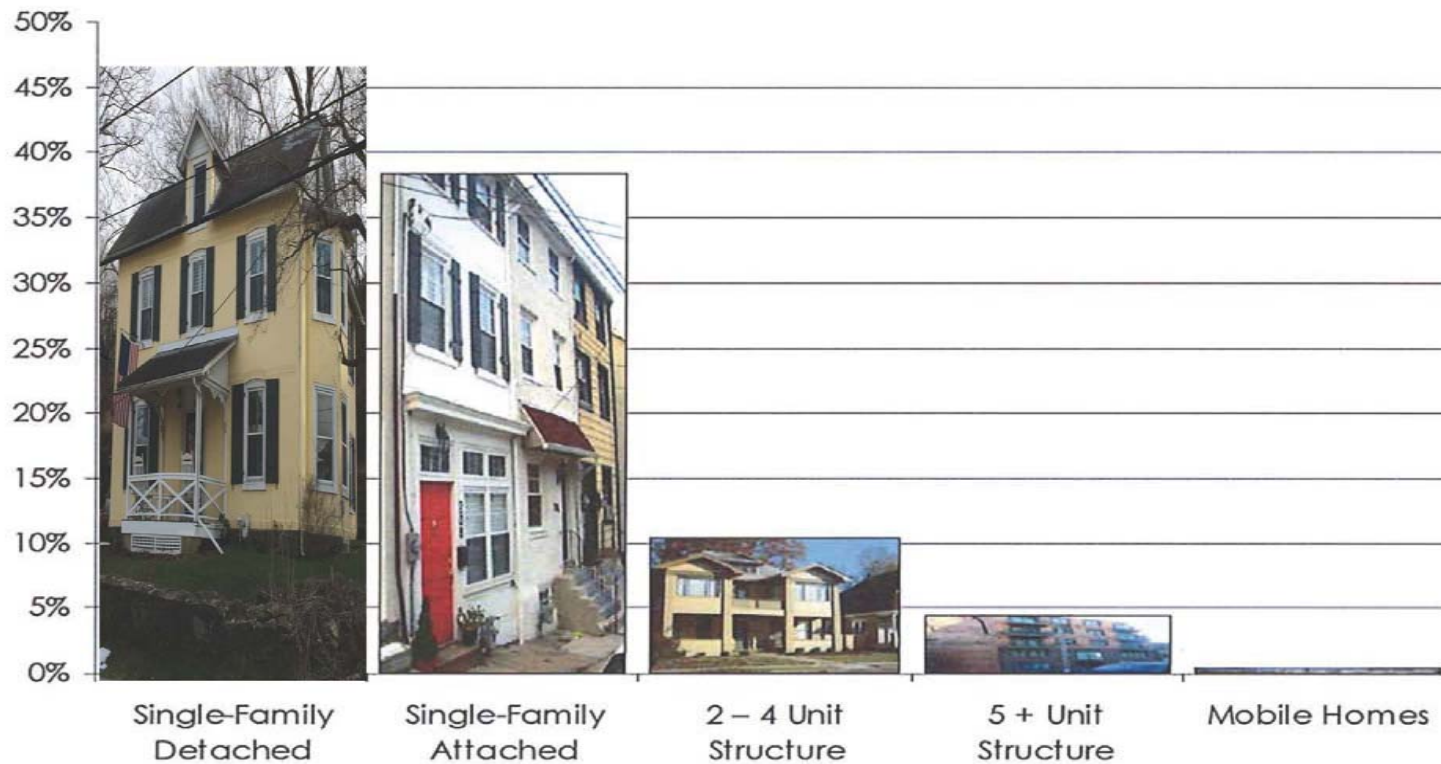 50%
45%
40%
35%
30%
25%
20%
15%
10%
5%
0%
Single-Family
Detached
Single-Family
Attached
2 – 4 Unit
Structure
5 + Unit
Structure
Mobile Homes